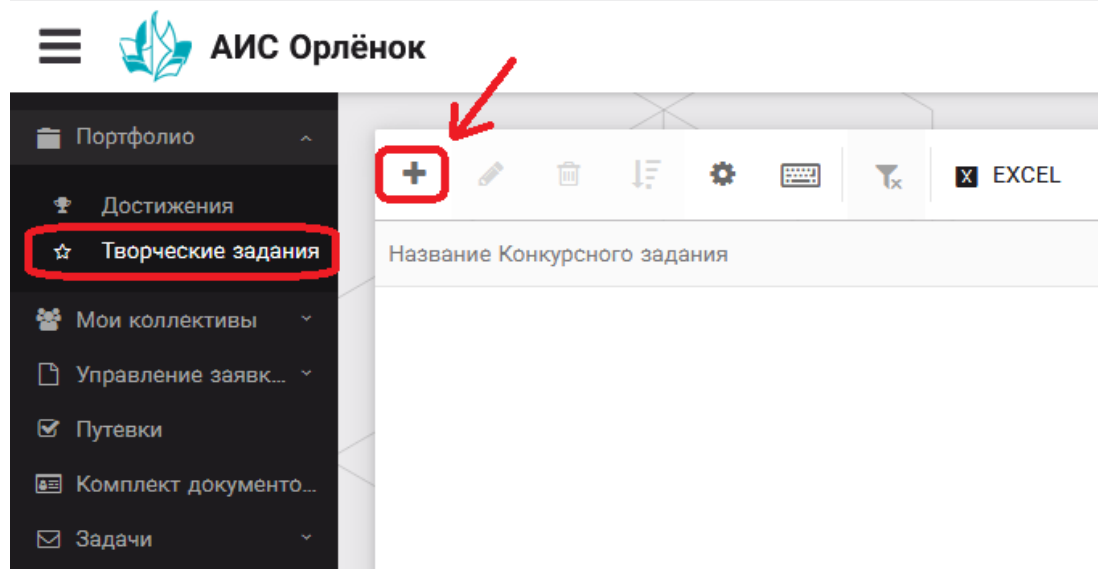 АИС Орлёнок
Портфолио
Достижения
Творческие задания
Мои коллективы
Управление заявк...
Путевки
Комплект документо...
Задачи
X EXCEL
Название Конкурсного задания